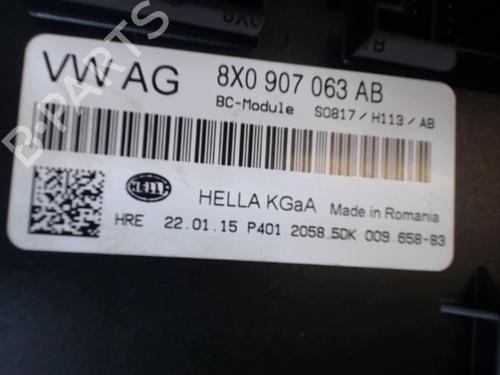 VW AG 8X0 907 063 AB
BC-Module S0817/H113/AB
HELLA
HELLA KGaA Made in Romania
HRE 22.01.15 P401 2058 5DK 009 658-83
B-PARTS